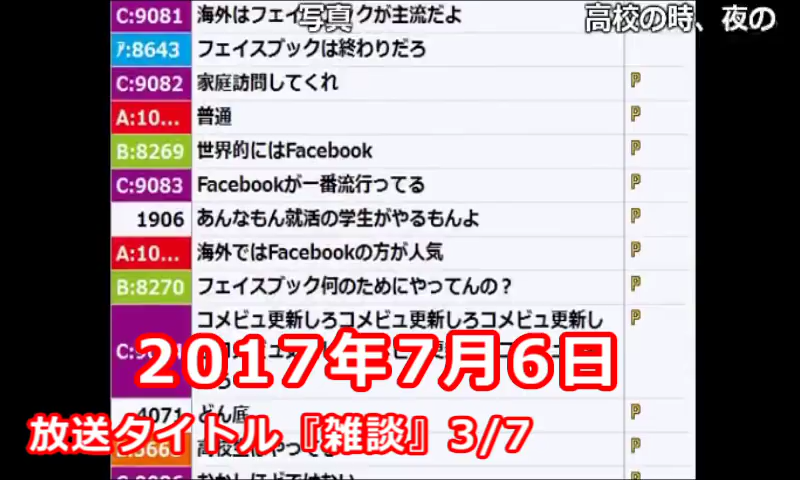 C:9081 海外はフェイスブックが主流だよ
写真
高校の時、夜の
ｱ:8643 フェイスブックは終わりだろ
C:9082 家庭訪問してくれ P
A:10... 普通 P
B:8269 世界的にはFacebook P
C:9083 Facebookが一番流行ってる P
1906 あんなもん就活の学生がやるもんよ P
A:10... 海外ではFacebookの方が人気 P
B:8270 フェイスブック何のためにやってんの？ P
コメビュ更新しろコメビュ更新しろコメビュ更新し P
2017年7月6日
4071 どん底 P
放送タイトル『雑談』3/7
P